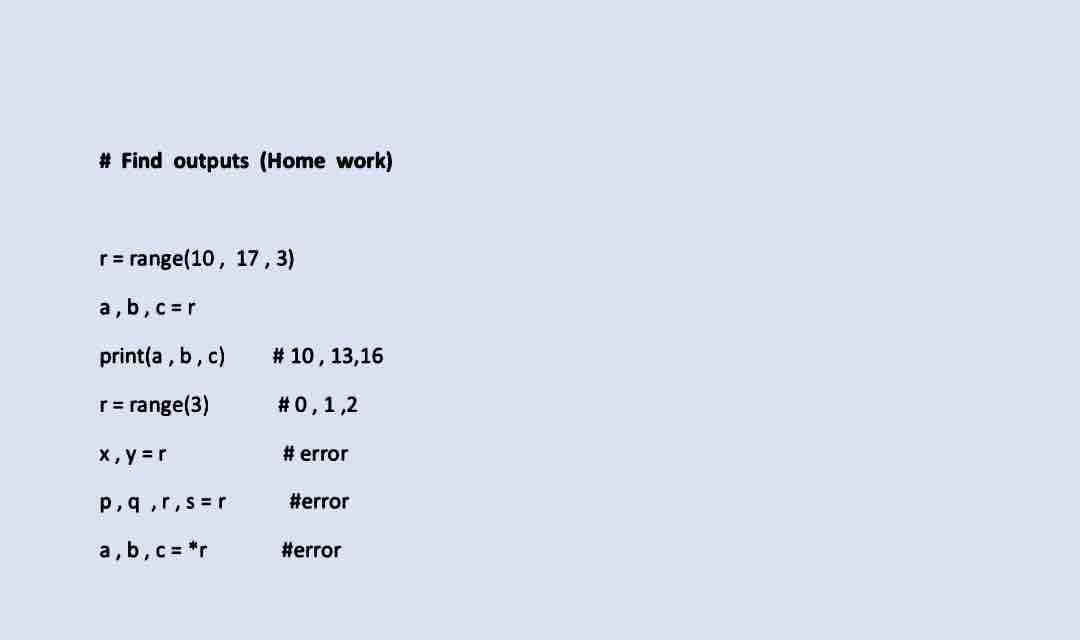 # Find outputs (Home work)
r = range(10 , 17 , 3)
a , b , c = r
print(a , b , c) # 10 , 13,16
r = range(3) # 0 , 1 ,2
x , y = r # error
p , q , r , s = r #error
a , b , c = *r #error